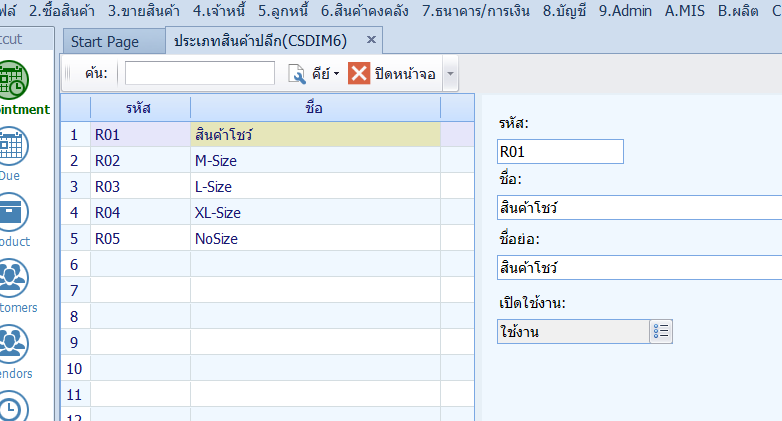 ฟล์ 2.ซื้อสินค้า 3.ขายสินค้า 4.เจ้าหนี้ 5.ลูกหนี้ 6.สินค้าคงคลัง 7.ธนาคาร/การเงิน 8.บัญชี 9.Admin A.MIS B.ผลิต C
tcut
Start Page ประเภทสินค้าปลีก(CSDIM6)
ค้น: คีย์ ปิดหน้าจอ
ointment
Due
oduct
tomers
endors
รหัส ชื่อ
1 R01 สินค้าโชว์
2 R02 M-Size
3 R03 L-Size
4 R04 XL-Size
5 R05 NoSize
6
7
8
9
10
11
12
รหัส:
R01
ชื่อ:
สินค้าโชว์
ชื่อย่อ:
สินค้าโชว์
เปิดใช้งาน:
ใช้งาน